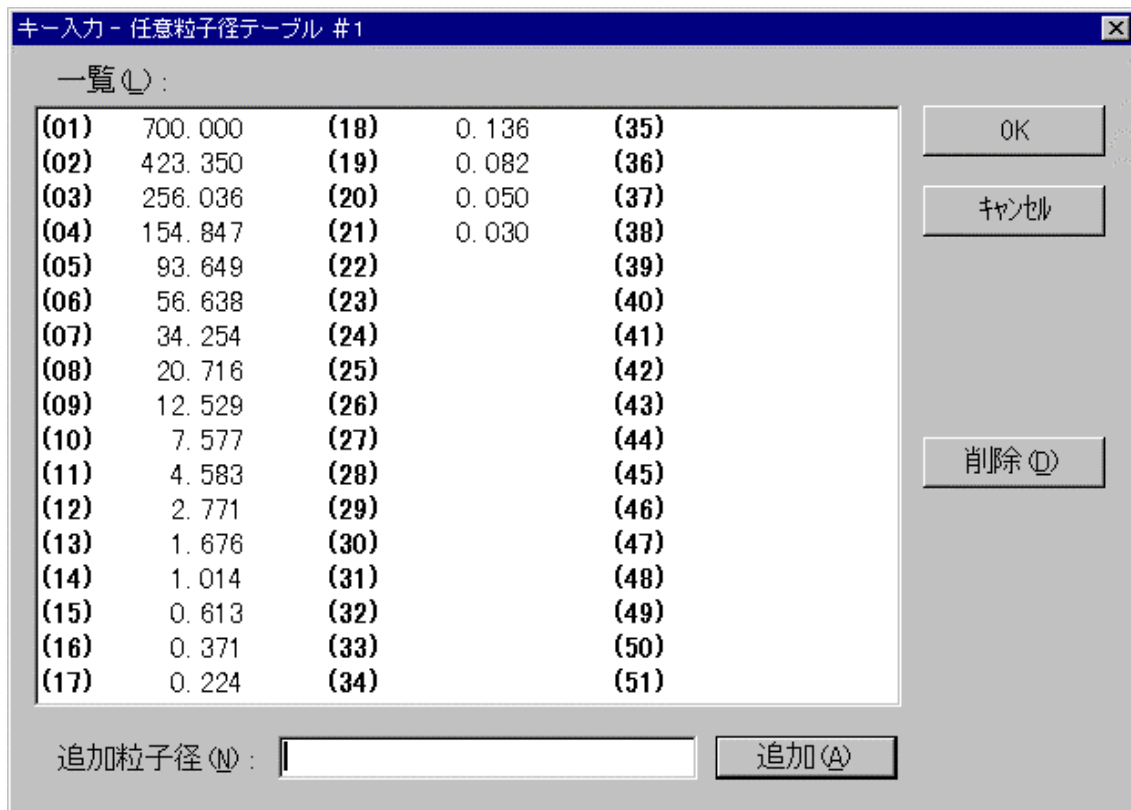 キー入力 - 任意粒子径テーブル #1
一覧(L):
(01) 700.000 (18) 0.136 (35)
(02) 423.350 (19) 0.082 (36)
(03) 256.036 (20) 0.050 (37)
(04) 154.847 (21) 0.030 (38)
(05) 93.649 (22) (39)
(06) 56.638 (23) (40)
(07) 34.254 (24) (41)
(08) 20.716 (25) (42)
(09) 12.529 (26) (43)
(10) 7.577 (27) (44)
(11) 4.583 (28) (45)
(12) 2.771 (29) (46)
(13) 1.676 (30) (47)
(14) 1.014 (31) (48)
(15) 0.613 (32) (49)
(16) 0.371 (33) (50)
(17) 0.224 (34) (51)
OK
キャンセル
削除(D)
追加粒子径(N): 追加(A)